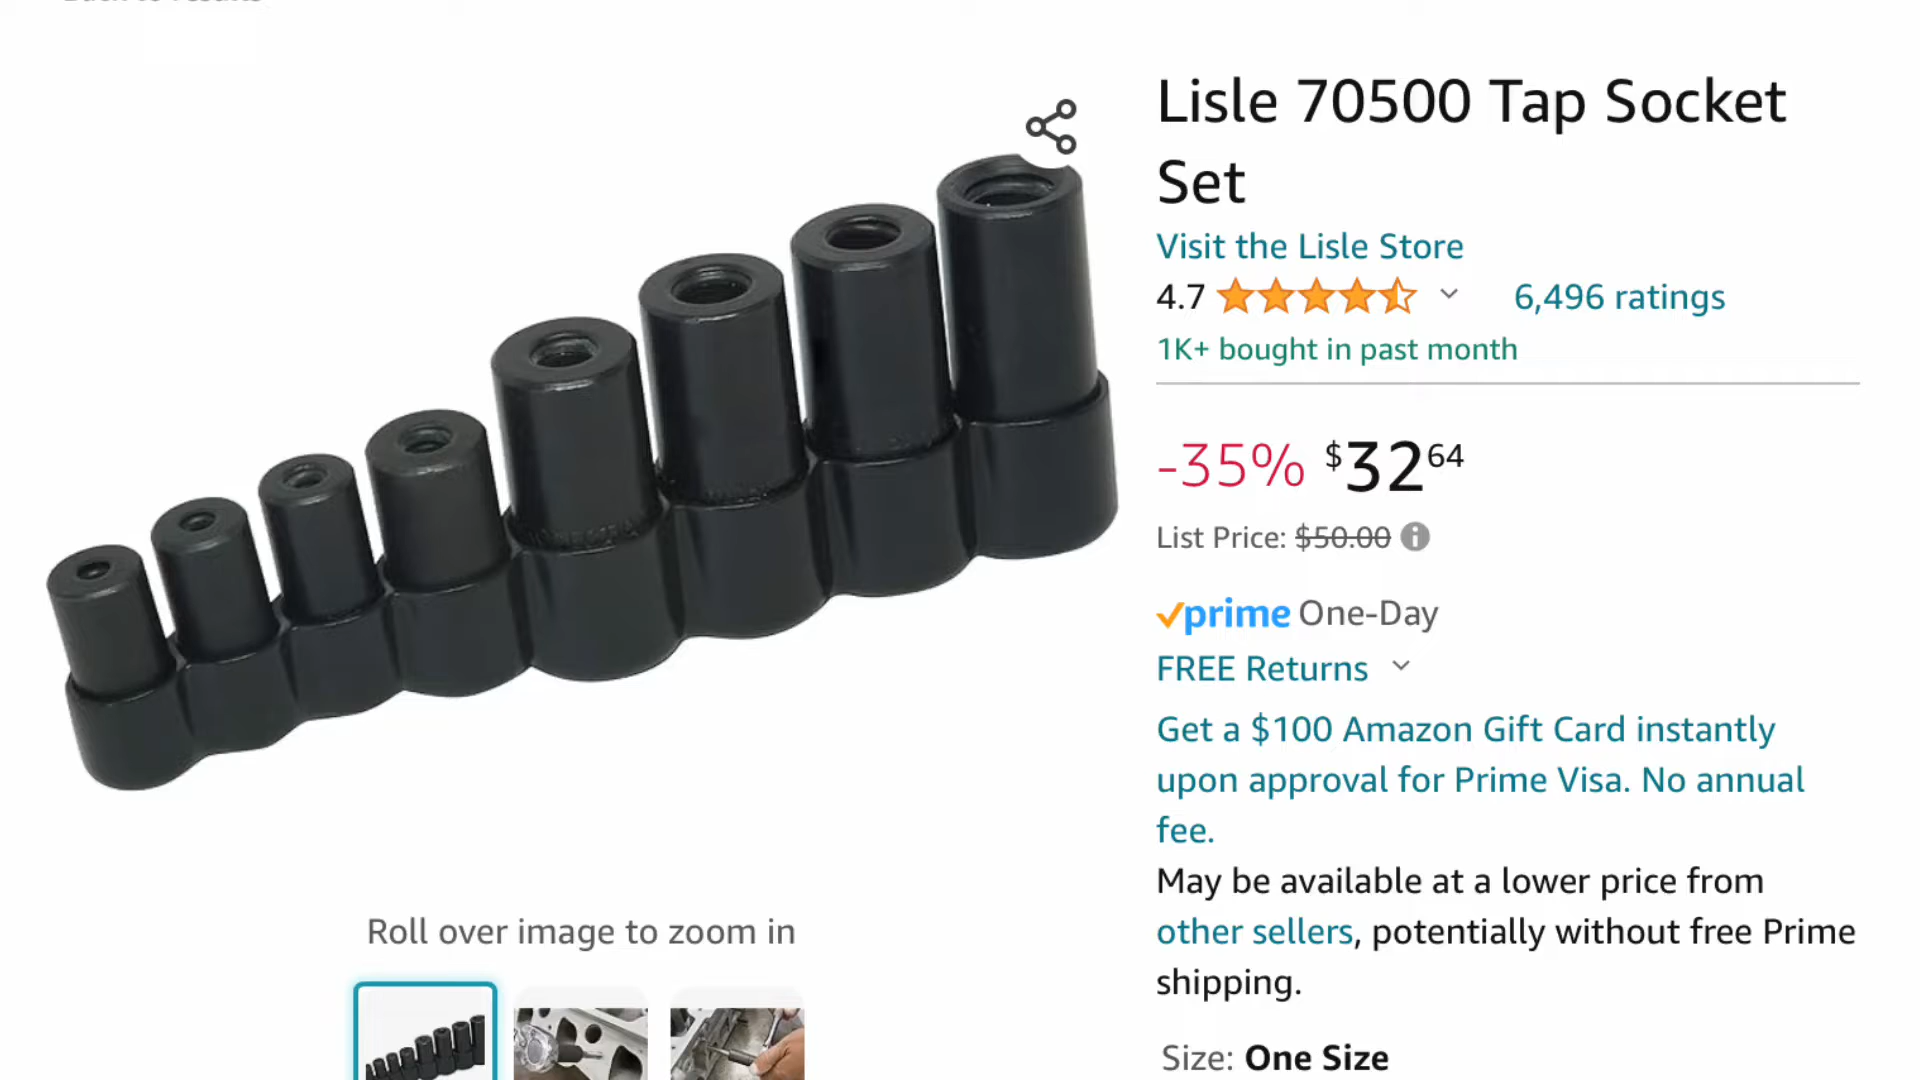 Lisle 70500 Tap Socket
Set
Visit the Lisle Store
4.7 6,496 ratings
1K+ bought in past month
-35% $32 64
List Price: $50.00
prime One-Day
FREE Returns
Get a $100 Amazon Gift Card instantly
upon approval for Prime Visa. No annual
fee.
May be available at a lower price from
other sellers, potentially without free Prime
shipping.
Size: One Size
Roll over image to zoom in